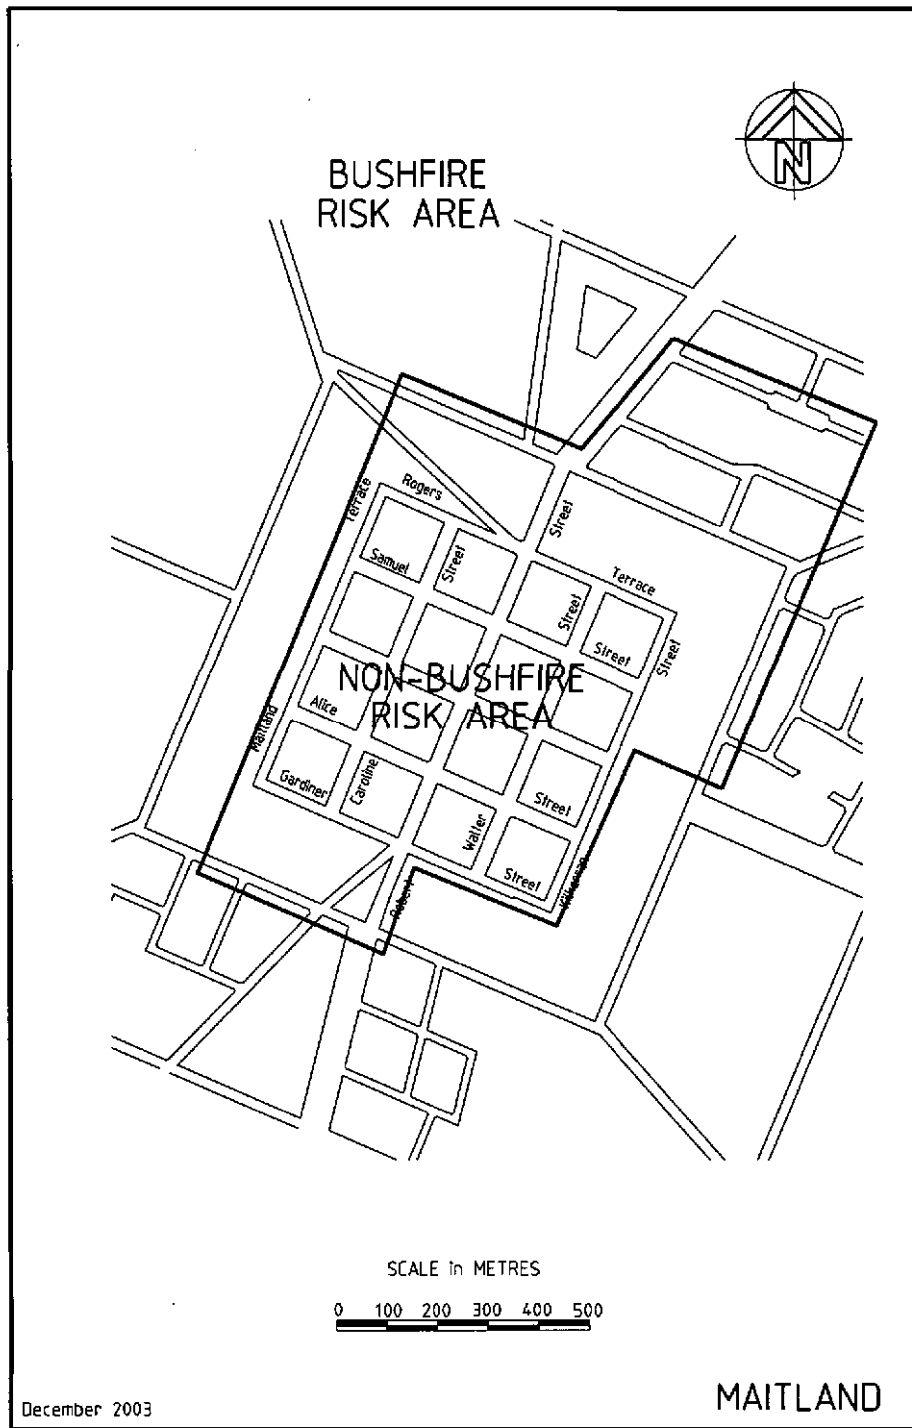 BUSHFIRE
RISK AREA
N
Rogers
Terrace
Street
Samuel
Street
Terrace
Street
Street
Street
NON-BUSHFIRE
RISK AREA
Alice
Maitland
Caroline
Gardiner
Street
Walter
Street
Robert
SCALE in METRES
0 100 200 300 400 500
December 2003
MAITLAND